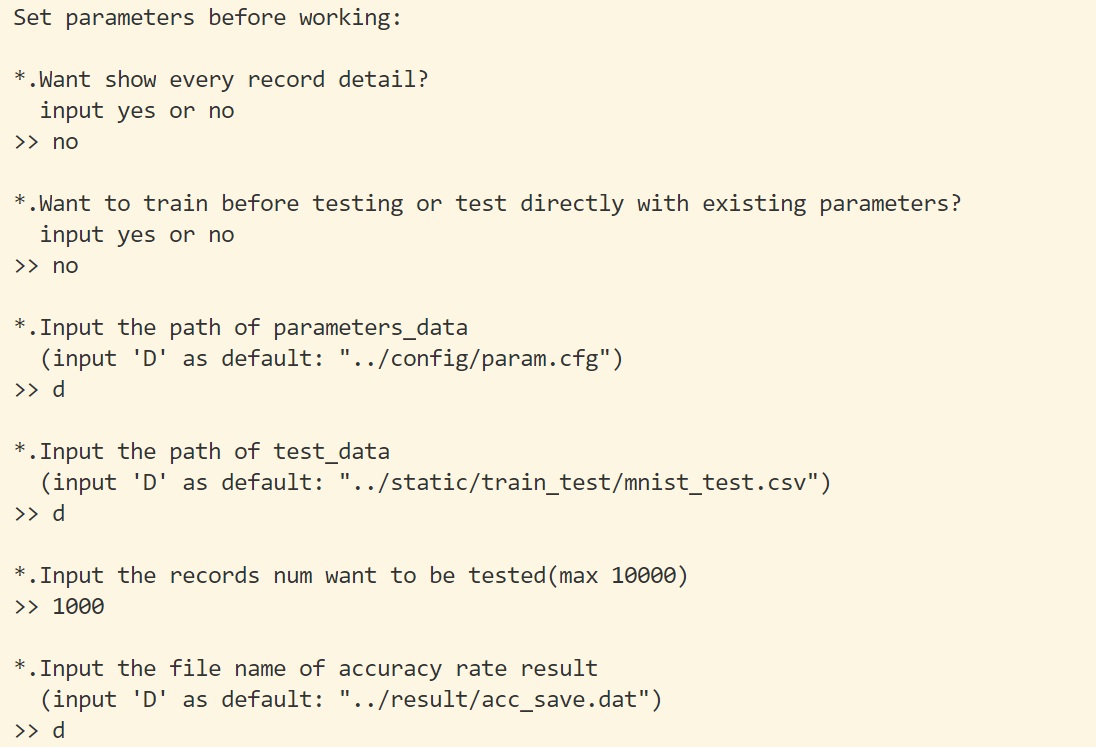 Set parameters before working:
*.Want show every record detail?
input yes or no
>> no
*.Want to train before testing or test directly with existing parameters?
input yes or no
>> no
*.Input the path of parameters_data
(input 'D' as default: "../config/param.cfg")
>> d
*.Input the path of test_data
(input 'D' as default: "../static/train_test/mnist_test.csv")
>> d
*.Input the records num want to be tested(max 10000)
>> 1000
*.Input the file name of accuracy rate result
(input 'D' as default: "../result/acc_save.dat")
>> d